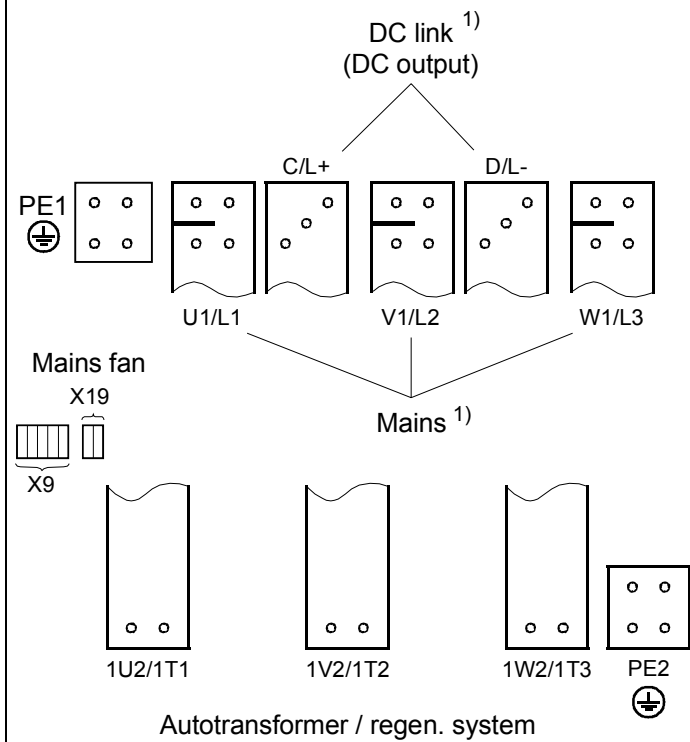 DC link 1)
(DC output)
C/L+ D/L-
PE1
U1/L1 V1/L2 W1/L3
Mains fan
X19
Mains 1)
X9
1U2/1T1 1V2/1T2 1W2/1T3 PE2
Autotransformer / regen. system